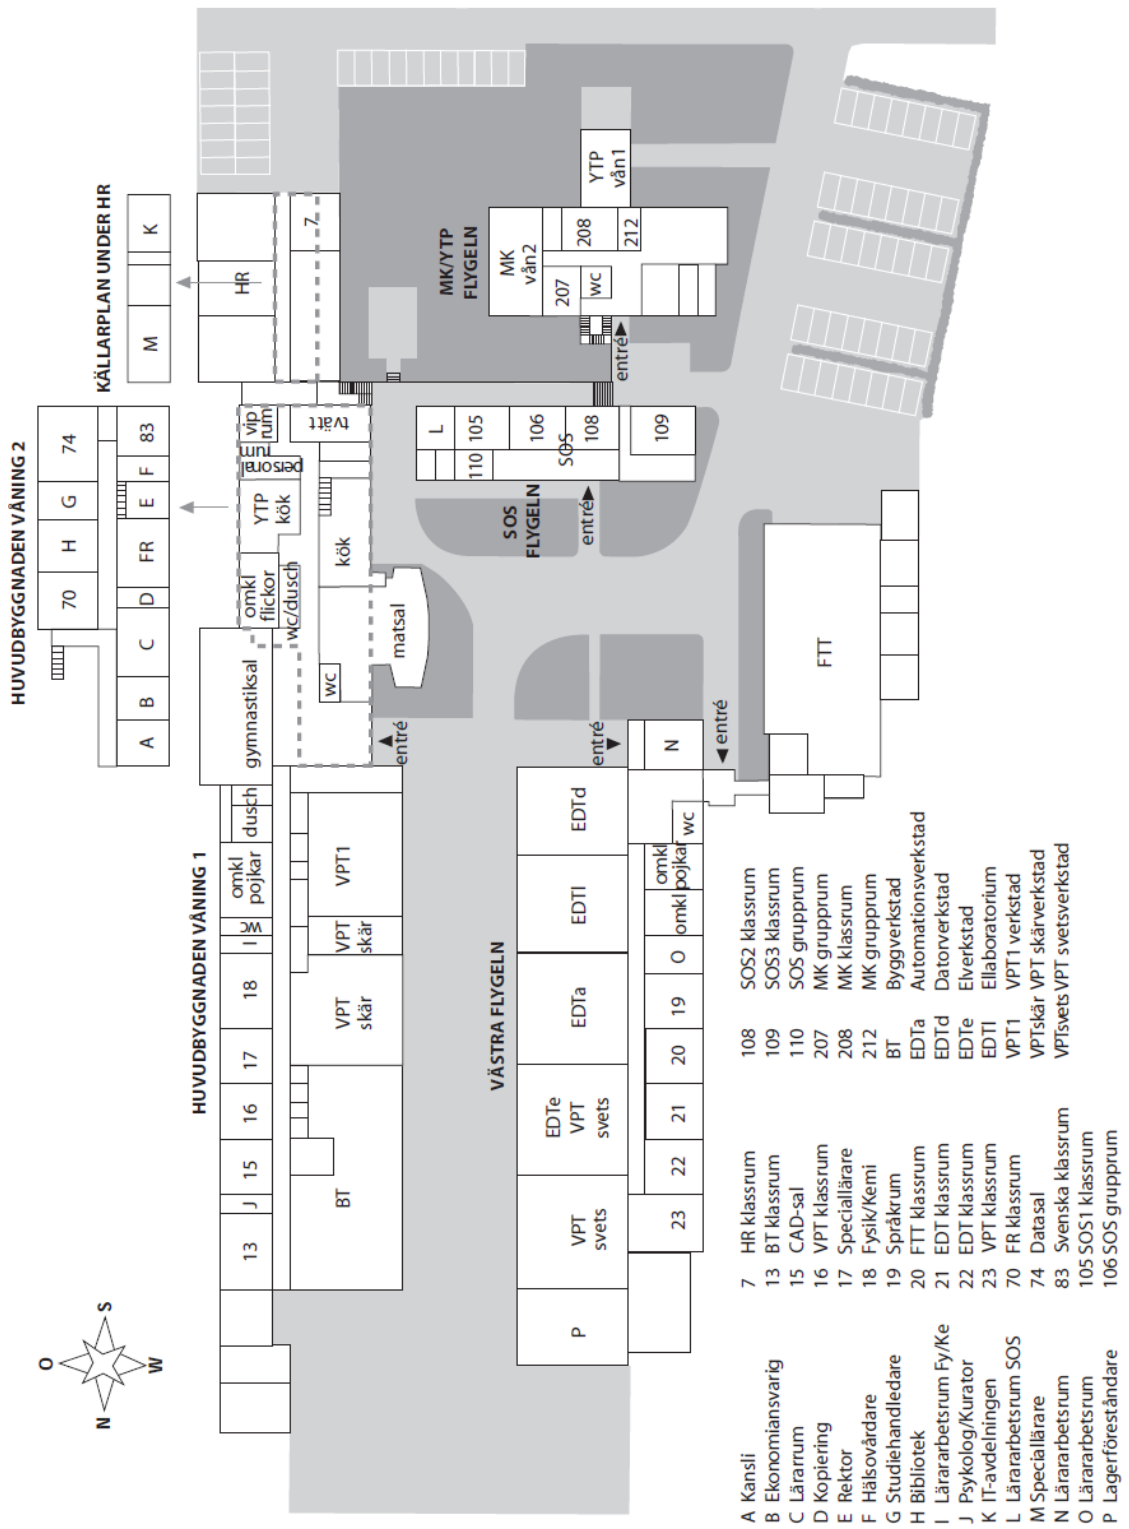 KÄLLARPLAN UNDER HR
K
M
HR
7
HUVUDBYGGNADEN VÅNING 2
74
G
H
70
83
F
E
FR
D
C
B
A
vip
rum
tvätt
personal
rum
YTP
kök
kök
omkl
flickor
wc/dusch
wc
matsal
gymnastiksal
entré
MK/YTP
FLYGELN
MK
vån2
YTP
vån1
208
212
207
wc
entré
L
105
106
108
109
110
SOS
SOS
FLYGELN
entré
HUVUDBYGGNADEN VÅNING 1
dusch
omkl
pojkar
wc
I
18
17
16
15
J
13
VPT1
VPT
skär
VPT
skär
BT
VÄSTRA FLYGELN
EDTd
EDTl
EDTa
EDTe
VPT
svets
VPT
svets
P
N
wc
omkl
pojkar
omkl
O
19
20
21
22
23
entré
entré
FTT
O
N
S
W
A Kansli
B Ekonomiansvarig
C Lärarrum
D Kopiering
E Rektor
F Hälsovårdare
G Studiehandledare
H Bibliotek
I Lärararbetsrum Fy/Ke
J Psykolog/Kurator
K IT-avdelningen
L Lärararbetsrum SOS
M Speciallärare
N Lärararbetsrum
O Lärararbetsrum
P Lagerföreståndare
7 HR klassrum
13 BT klassrum
15 CAD-sal
16 VPT klassrum
17 Speciallärare
18 Fysik/Kemi
19 Språkrum
20 FTT klassrum
21 EDT klassrum
22 EDT klassrum
23 VPT klassrum
70 FR klassrum
74 Datasal
83 Svenska klassrum
105 SOS1 klassrum
106 SOS grupprum
108 SOS2 klassrum
109 SOS3 klassrum
110 SOS grupprum
207 MK grupprum
208 MK klassrum
212 MK grupprum
BT Byggverkstad
EDTa Automationsverkstad
EDTd Datorverkstad
EDTe Elverkstad
EDTl Ellaboratorium
VPT1 VPT1 verkstad
VPTskär VPT skärverkstad
VPTsvets VPT svetsverkstad